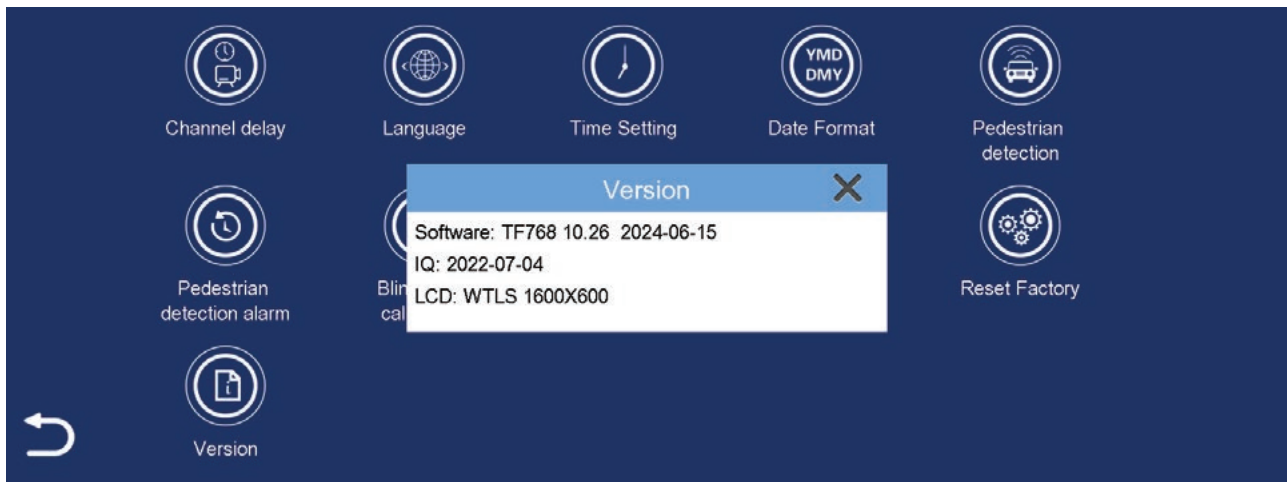 YMD
DMY
Channel delay
Language
Time Setting
Date Format
Pedestrian
detection
Version
Software: TF768 10.26 2024-06-15
IQ: 2022-07-04
LCD: WTLS 1600X600
Pedestrian
detection alarm
Reset Factory
Version